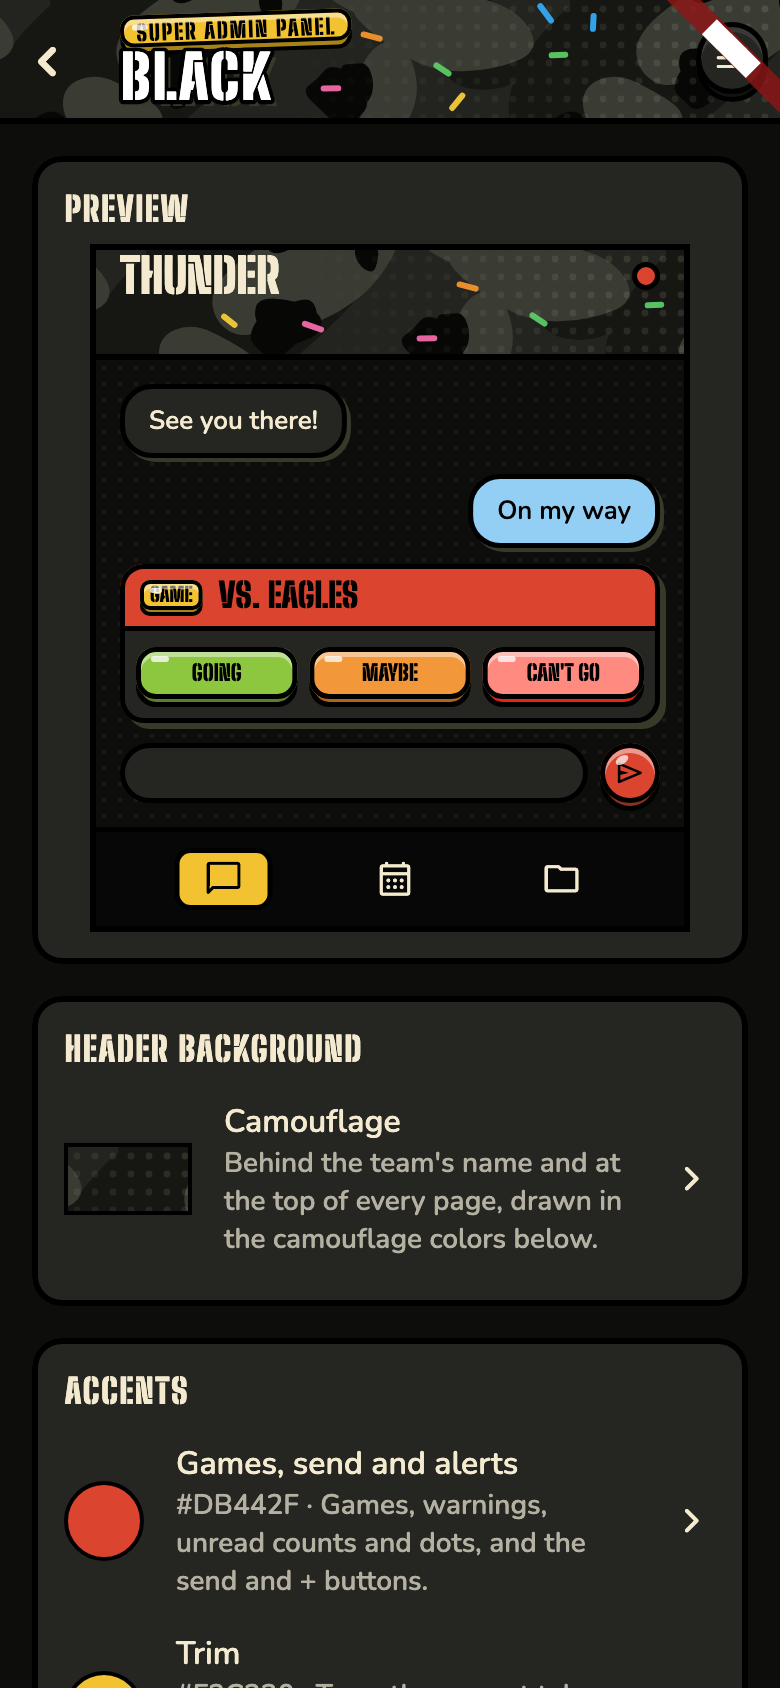 SUPER ADMIN PANEL
BLACK
PREVIEW
THUNDER
See you there!
On my way
GAME VS. EAGLES
GOING MAYBE CAN'T GO
HEADER BACKGROUND
Camouflage
Behind the team's name and at
the top of every page, drawn in
the camouflage colors below.
ACCENTS
Games, send and alerts
#DB442F · Games, warnings,
unread counts and dots, and the
send and + buttons.
Trim